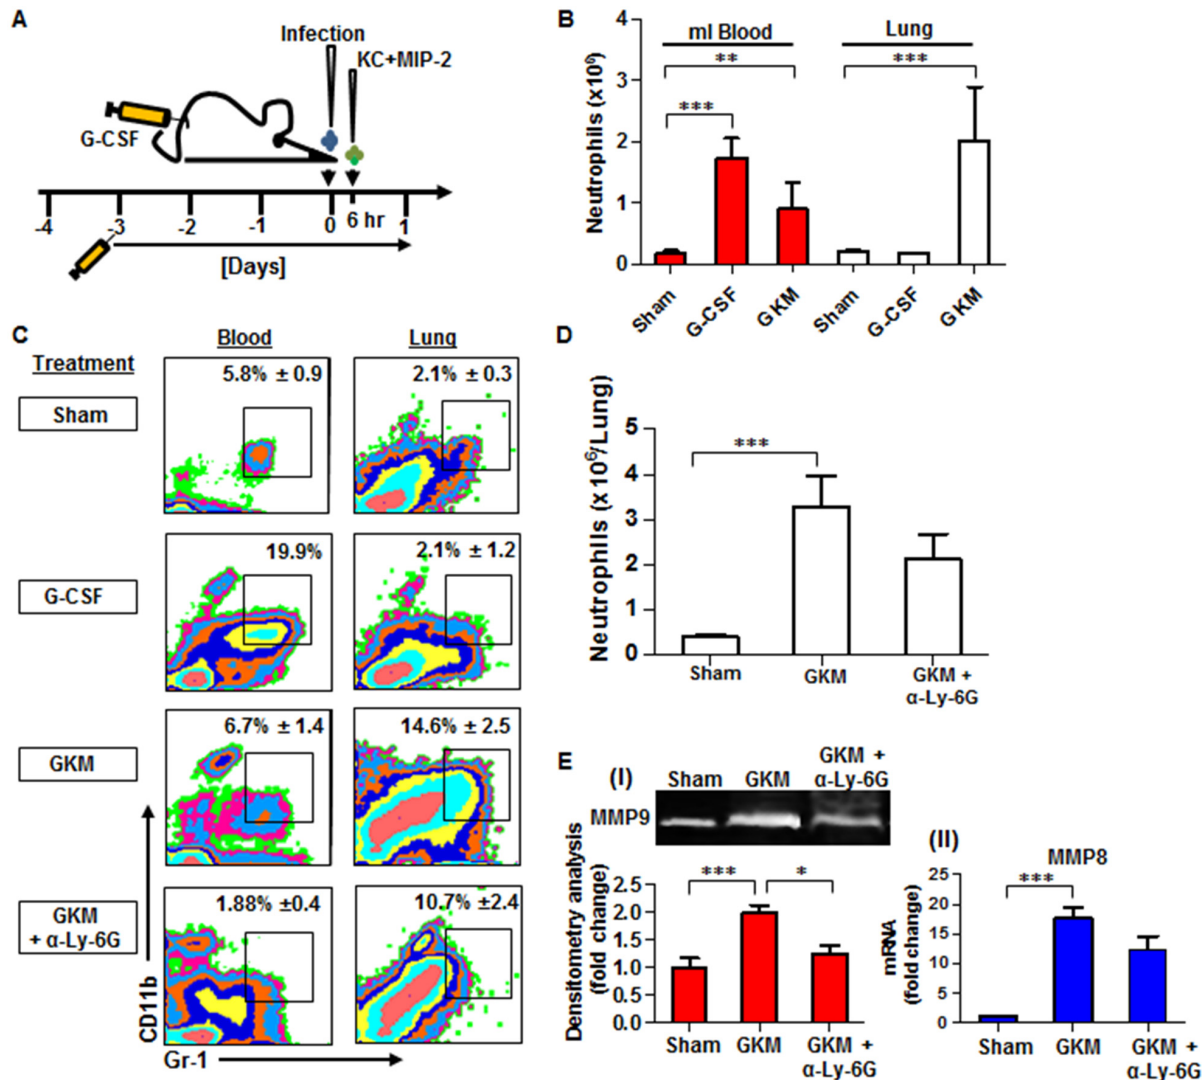 A
Infection
KC+MIP-2
G-CSF
-4 -3 -2 -1 0 6 hr 1
[Days]
B
ml Blood Lung
** ***
***
Neutrophils (x10⁶)
4
3
2
1
0
Sham G-CSF GKM Sham G-CSF GKM
C
Blood Lung
Treatment
Sham
5.8% ± 0.9 2.1% ± 0.3
G-CSF
19.9% 2.1% ± 1.2
GKM
6.7% ± 1.4 14.6% ± 2.5
GKM
+ α-Ly-6G
1.88% ±0.4 10.7% ±2.4
CD11b
Gr-1
D
Neutrophils (x 10⁶/Lung)
5
4
3
2
1
0
***
Sham GKM GKM +
α-Ly-6G
E
(I)
Sham GKM GKM +
α-Ly-6G
MMP9
Densitometry analysis
(fold change)
2.5
2.0
1.5
1.0
0.5
0.0
*** *
Sham GKM GKM +
α-Ly-6G
(II)
MMP8
mRNA
(fold change)
25
20
15
10
5
0
***
Sham GKM GKM +
α-Ly-6G